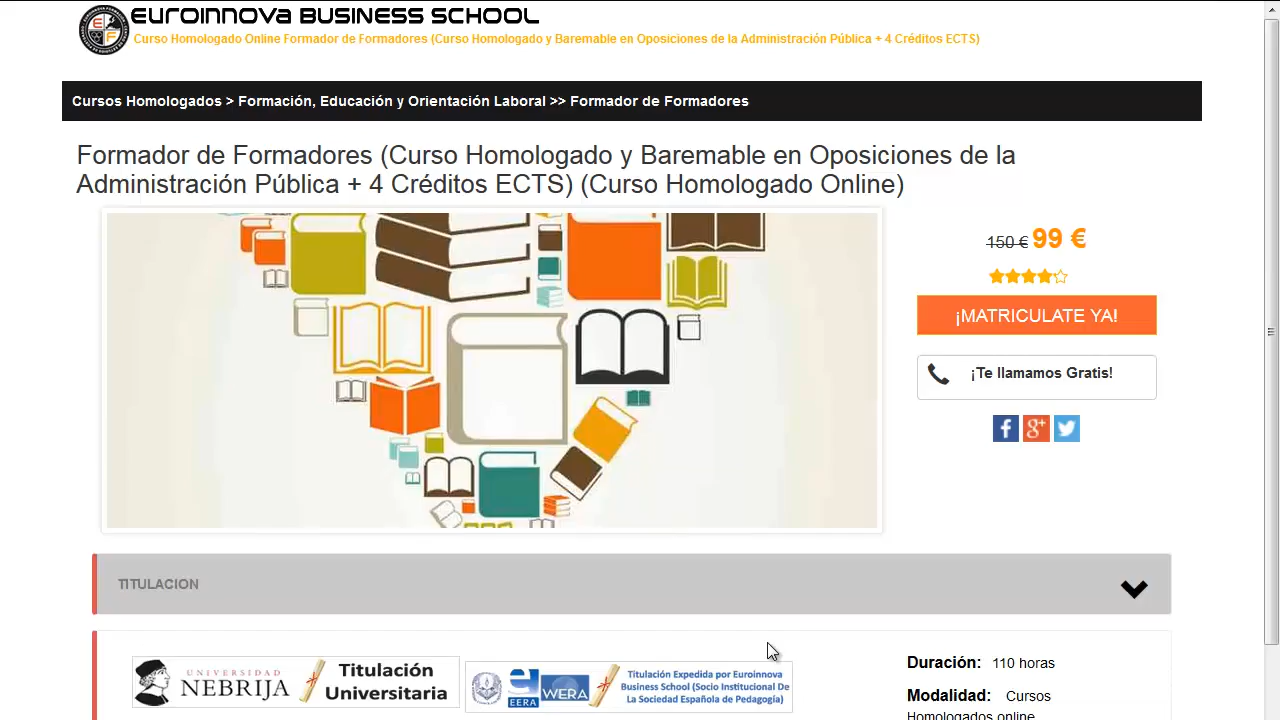 EUROINNOVA BUSINESS SCHOOL
Curso Homologado Online Formador de Formadores (Curso Homologado y Baremable en Oposiciones de la Administración Pública + 4 Créditos ECTS)
Cursos Homologados > Formación, Educación y Orientación Laboral >> Formador de Formadores
Formador de Formadores (Curso Homologado y Baremable en Oposiciones de la
Administración Pública + 4 Créditos ECTS) (Curso Homologado Online)
150 € 99 €
¡MATRICULATE YA!
¡Te llamamos Gratis!
TITULACION
UNIVERSIDAD
NEBRIJA
Titulación
Universitaria
EERA
WERA
Titulación Expedida por Euroinnova
Business School (Socio Institucional De
La Sociedad Española de Pedagogía)
Duración: 110 horas
Modalidad: Cursos
Homologados online